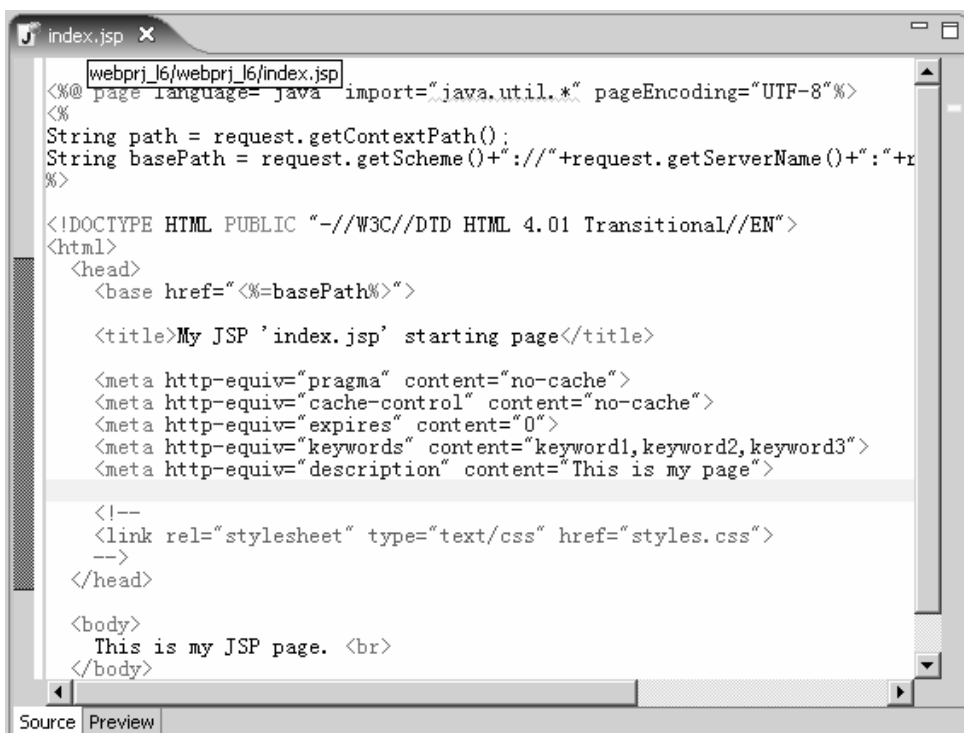 index.jsp
webprj_l6/webprj_l6/index.jsp
<%@ page language="java" import="java.util.*" pageEncoding="UTF-8"%>
<%
String path = request.getContextPath();
String basePath = request.getScheme()+"://"+request.getServerName()+":"+r
%>
<!DOCTYPE HTML PUBLIC "-//W3C//DTD HTML 4.01 Transitional//EN">
<html>
<head>
<base href="<%=basePath%>">
<title>My JSP 'index.jsp' starting page</title>
<meta http-equiv="pragma" content="no-cache">
<meta http-equiv="cache-control" content="no-cache">
<meta http-equiv="expires" content="0">
<meta http-equiv="keywords" content="keyword1,keyword2,keyword3">
<meta http-equiv="description" content="This is my page">
<!--
<link rel="stylesheet" type="text/css" href="styles.css">
-->
</head>
<body>
This is my JSP page. <br>
</body>
Source Preview